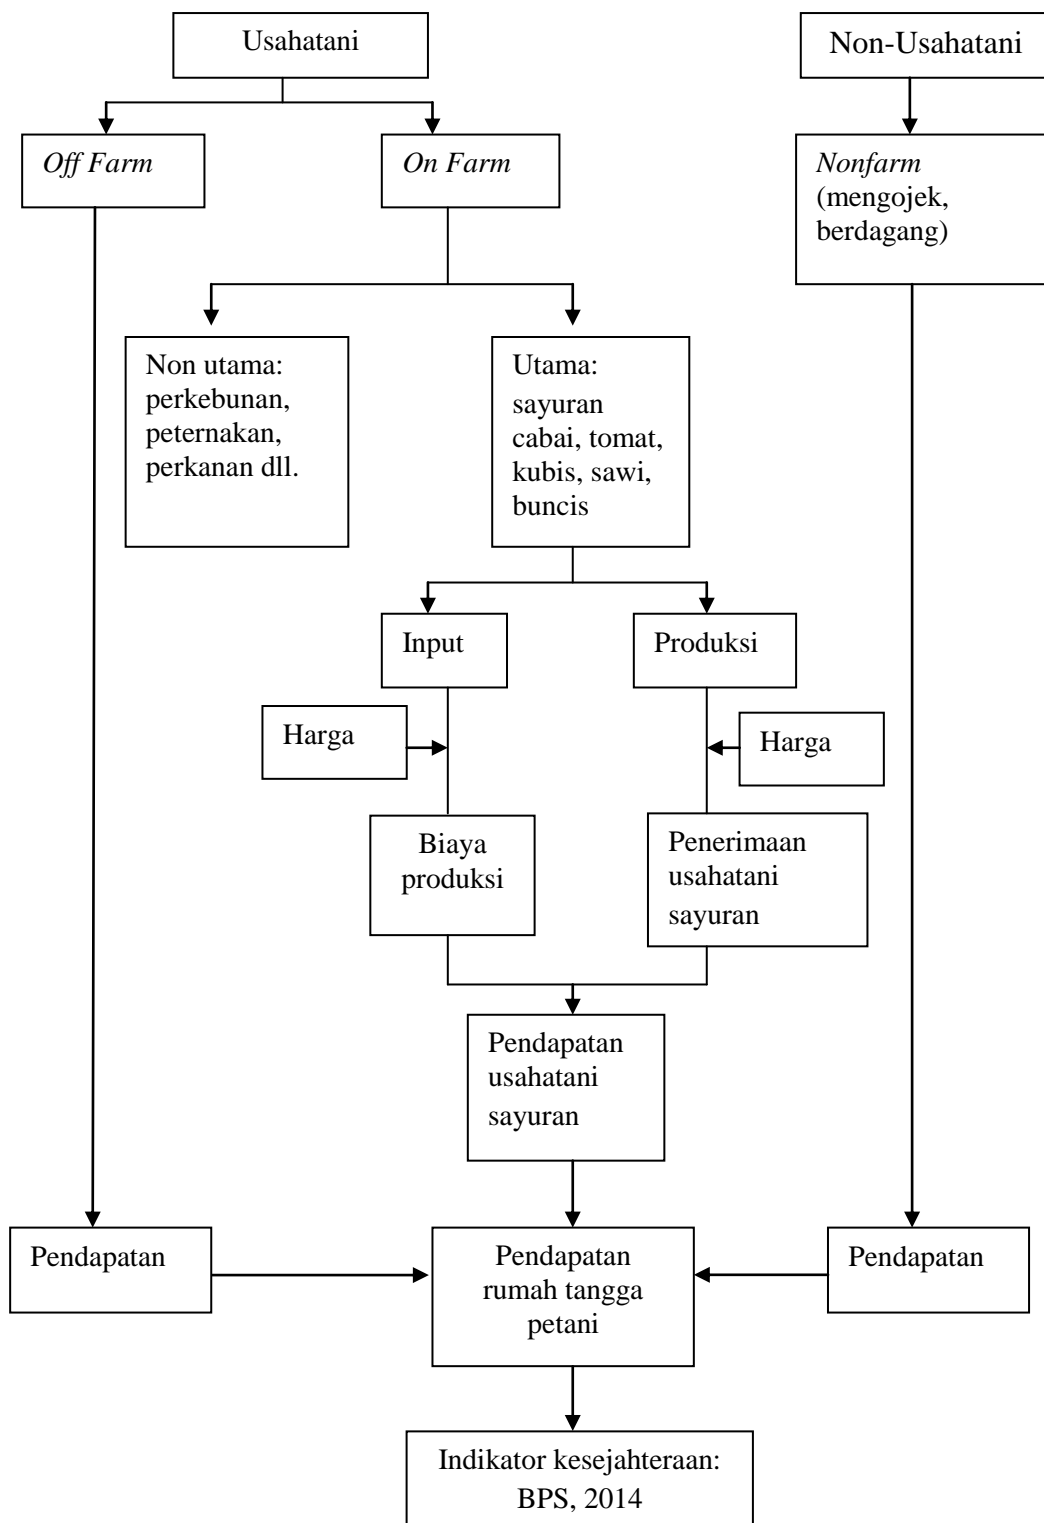 Usahatani
Non-Usahatani
Off Farm
On Farm
Nonfarm
(mengojek,
berdagang)
Non utama:
perkebunan,
peternakan,
perkanan dll.
Utama:
sayuran
cabai, tomat,
kubis, sawi,
buncis
Input
Produksi
Harga
Harga
Biaya
produksi
Penerimaan
usahatani
sayuran
Pendapatan
usahatani
sayuran
Pendapatan
Pendapatan
rumah tangga
petani
Pendapatan
Indikator kesejahteraan:
BPS, 2014